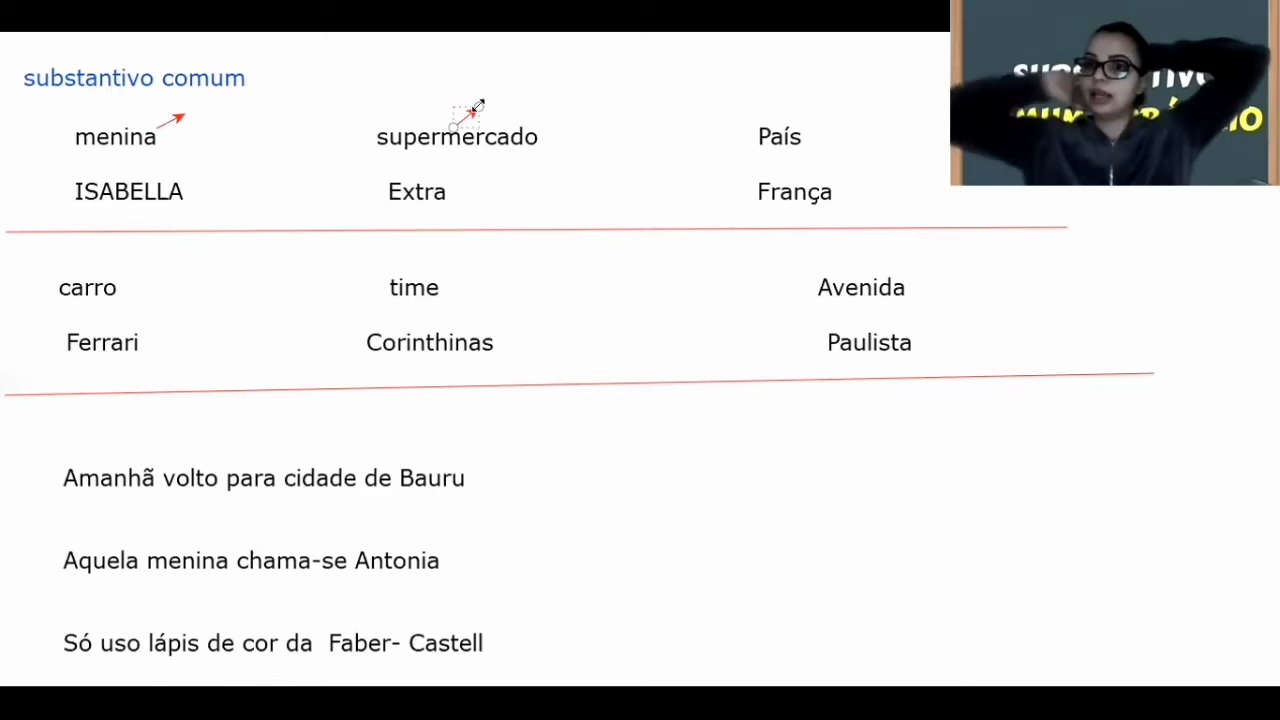 substantivo comum
menina supermercado País
ISABELLA Extra França
carro time Avenida
Ferrari Corinthinas Paulista
Amanhã volto para cidade de Bauru
Aquela menina chama-se Antonia
Só uso lápis de cor da Faber- Castell